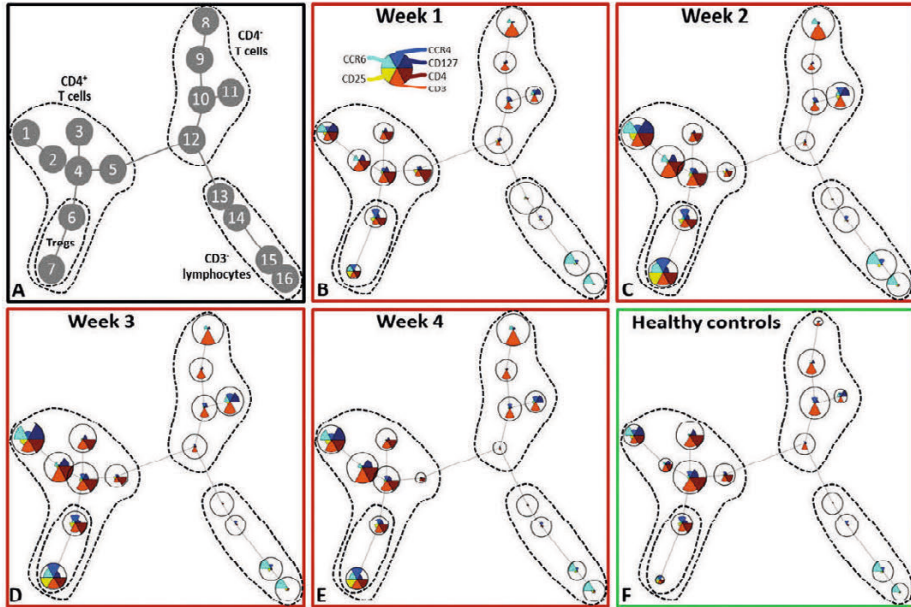 8
CD4-
T cells
9
10
11
CD4+
T cells
1
3
12
2
4
5
13
6
14
Tregs
15
CD3-
lymphocytes
7
16
A
Week 1
CCR6
CCR4
CD127
CD25
CD4
CD3
B
Week 2
C
Week 3
D
Week 4
E
Healthy controls
F